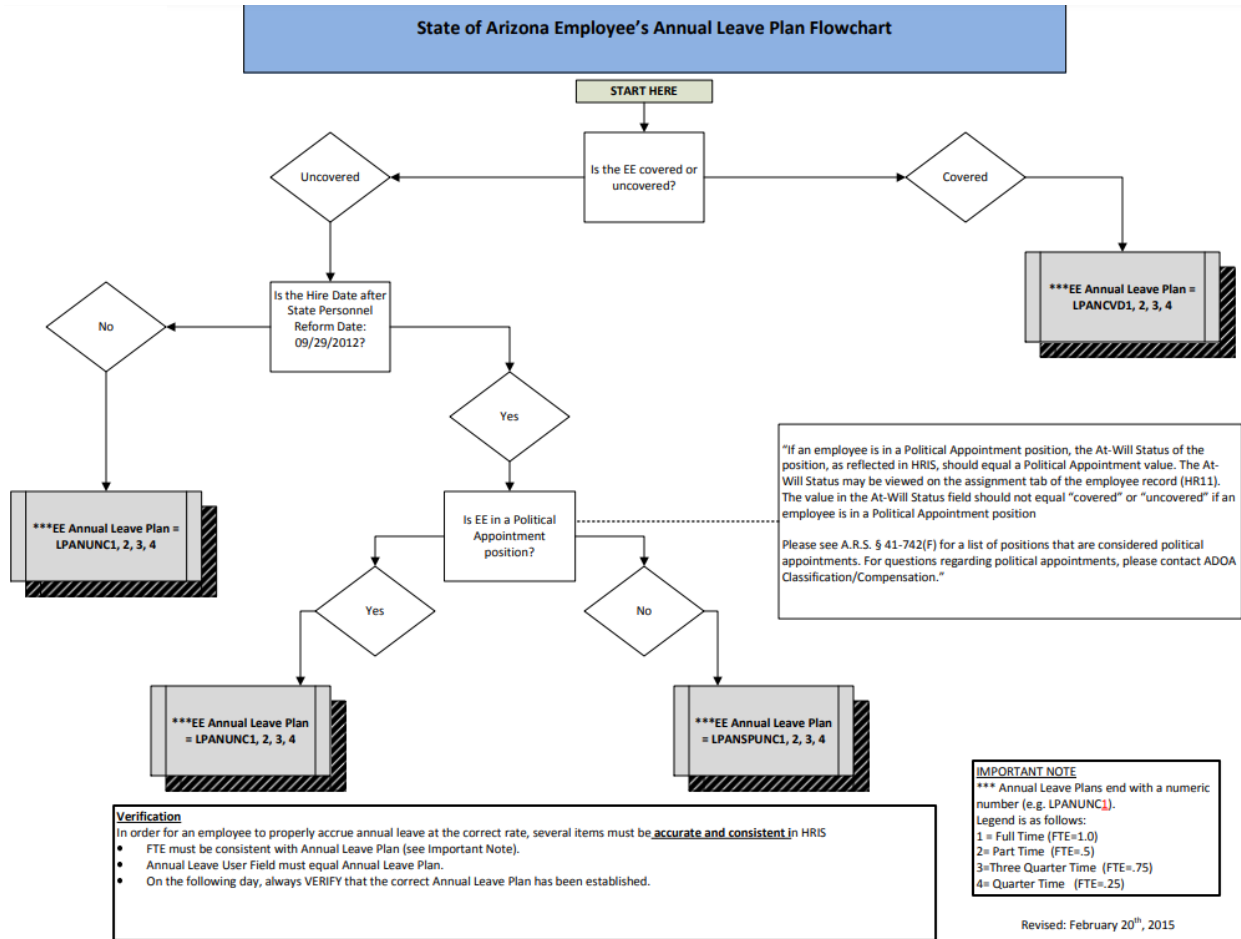 State of Arizona Employee's Annual Leave Plan Flowchart
START HERE
Is the EE covered or
uncovered?
Uncovered
Covered
Is the Hire Date after
State Personnel
Reform Date:
09/29/2012?
***EE Annual Leave Plan =
LPANCVD1, 2, 3, 4
No
Yes
"If an employee is in a Political Appointment position, the At-Will Status of the
position, as reflected in HRIS, should equal a Political Appointment value. The At-
Will Status may be viewed on the assignment tab of the employee record (HR11).
The value in the At-Will Status field should not equal "covered" or "uncovered" if an
employee is in a Political Appointment position
Please see A.R.S. § 41-742(F) for a list of positions that are considered political
appointments. For questions regarding political appointments, please contact ADOA
Classification/Compensation."
***EE Annual Leave Plan =
LPANUNC1, 2, 3, 4
Is EE in a Political
Appointment
position?
Yes
No
***EE Annual Leave Plan
= LPANUNC1, 2, 3, 4
***EE Annual Leave Plan
= LPANSPUNC1, 2, 3, 4
Verification
In order for an employee to properly accrue annual leave at the correct rate, several items must be accurate and consistent in HRIS
• FTE must be consistent with Annual Leave Plan (see Important Note).
• Annual Leave User Field must equal Annual Leave Plan.
• On the following day, always VERIFY that the correct Annual Leave Plan has been established.
IMPORTANT NOTE
*** Annual Leave Plans end with a numeric
number (e.g. LPANUNC1).
Legend is as follows:
1 = Full Time (FTE=1.0)
2= Part Time (FTE=.5)
3=Three Quarter Time (FTE=.75)
4= Quarter Time (FTE=.25)
Revised: February 20th, 2015